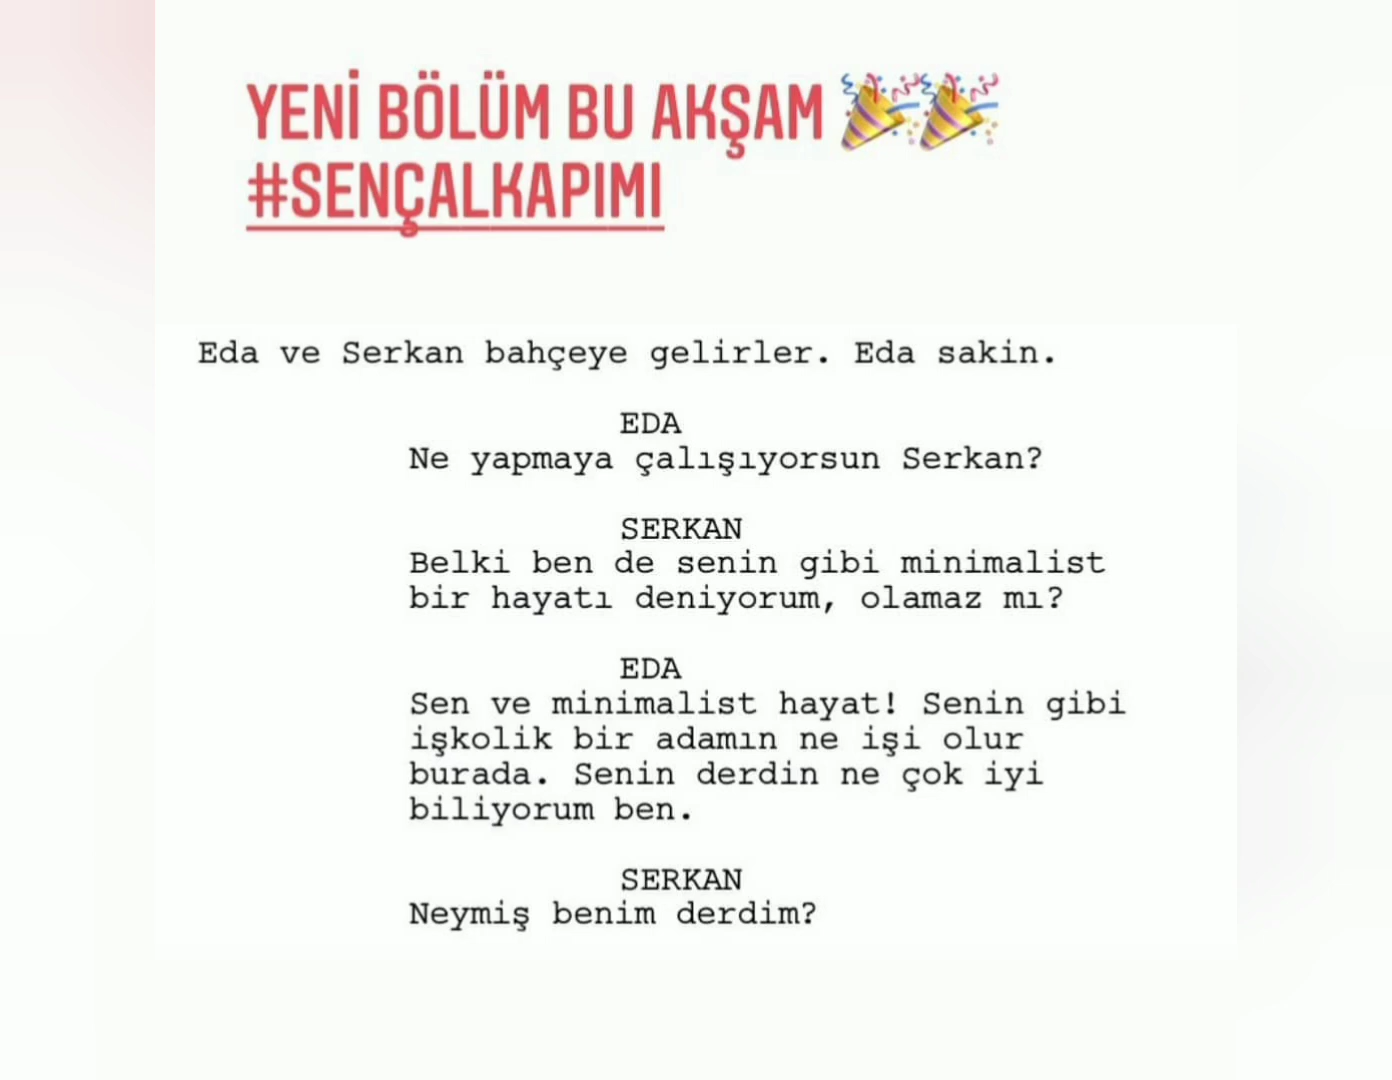 YENİ BÖLÜM BU AKŞAM 🎉🎉
#SENÇALKAPIMI
Eda ve Serkan bahçeye gelirler. Eda sakin.
EDA
Ne yapmaya çalışıyorsun Serkan?
SERKAN
Belki ben de senin gibi minimalist
bir hayatı deniyorum, olamaz mı?
EDA
Sen ve minimalist hayat! Senin gibi
işkolik bir adamın ne işi olur
burada. Senin derdin ne çok iyi
biliyorum ben.
SERKAN
Neymiş benim derdim?